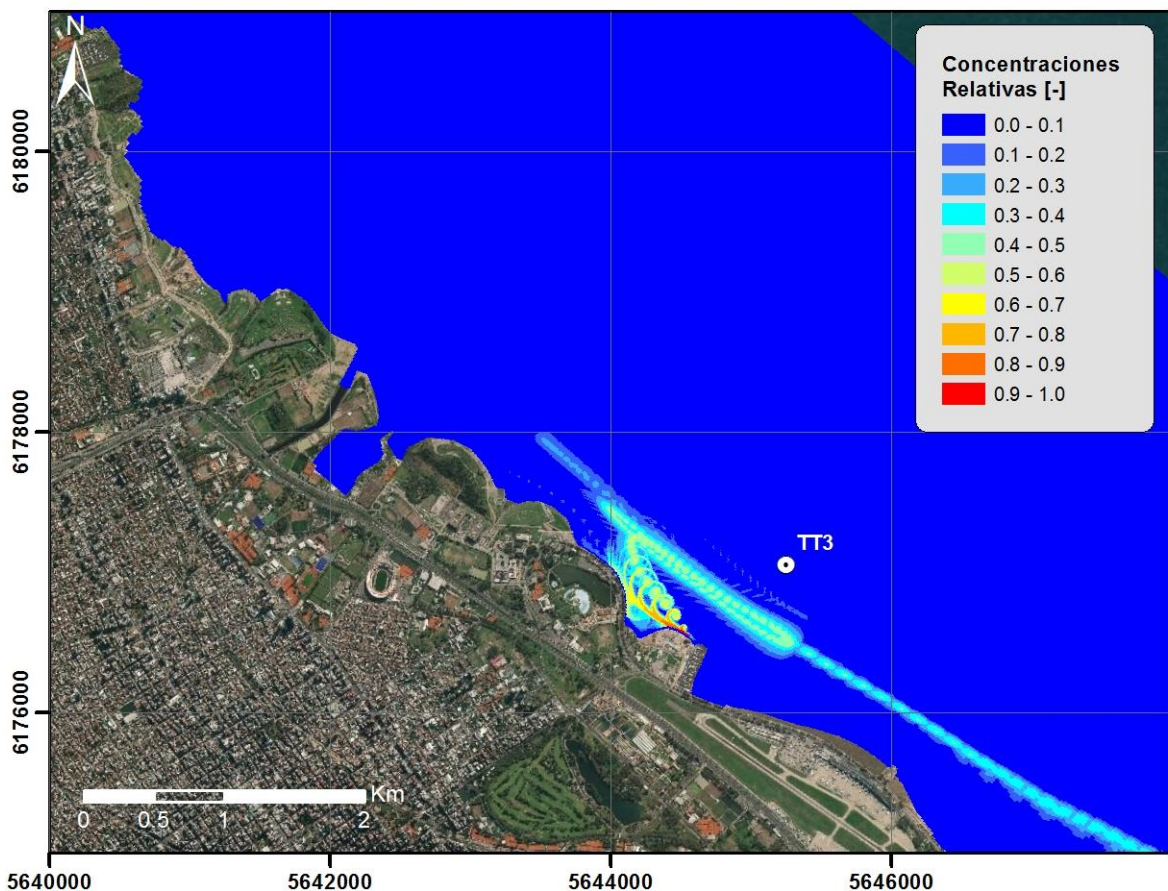 N
Concentraciones
Relativas [-]
0.0 - 0.1
0.1 - 0.2
0.2 - 0.3
0.3 - 0.4
0.4 - 0.5
0.5 - 0.6
0.6 - 0.7
0.7 - 0.8
0.8 - 0.9
0.9 - 1.0
6180000
6178000
6176000
TT3
Km
0 0.5 1 2
5640000 5642000 5644000 5646000